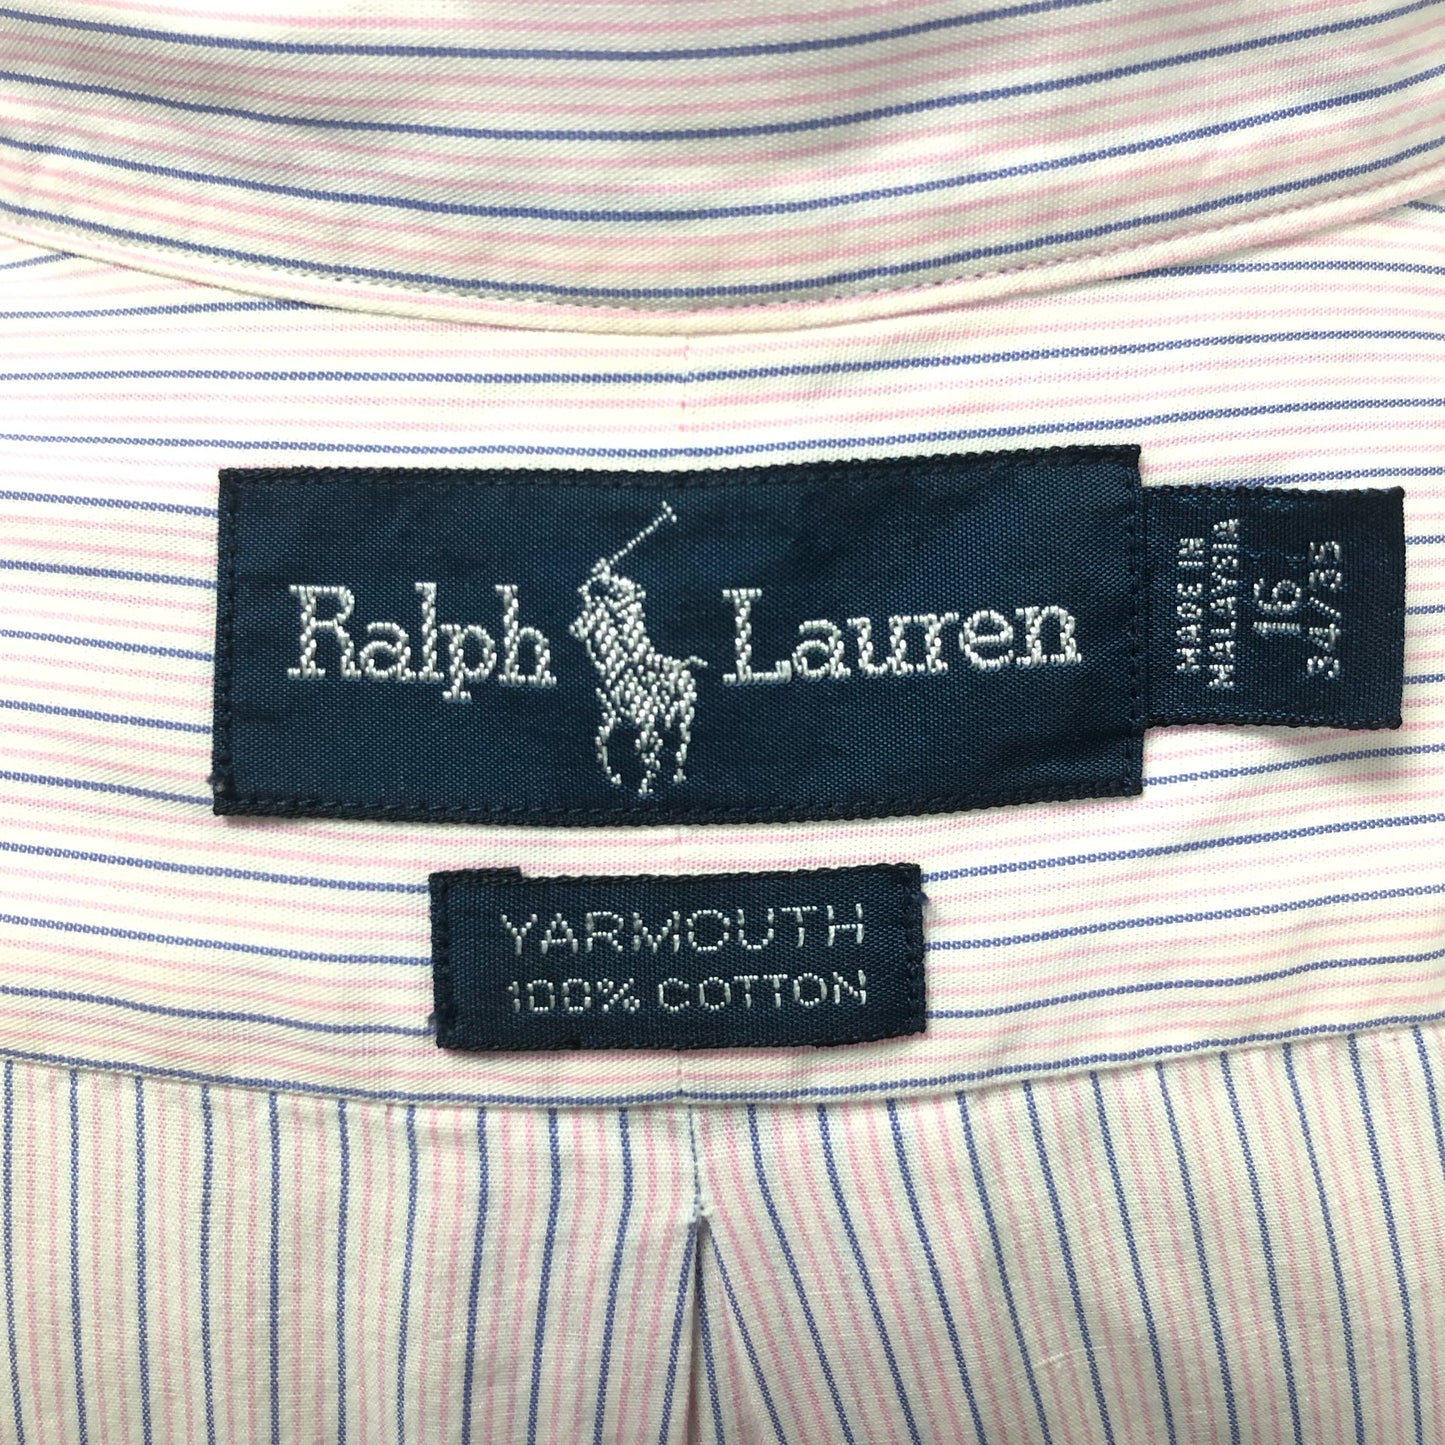 Ralph Lauren
MADE IN
MALAYSIA
16
34/35
YARMOUTH
100% COTTON